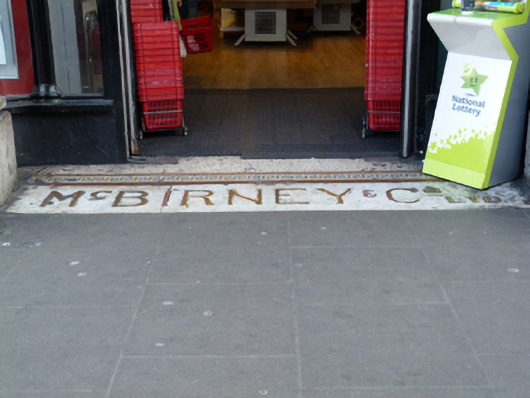 National
Lottery
McBIRNEY & Co LTD